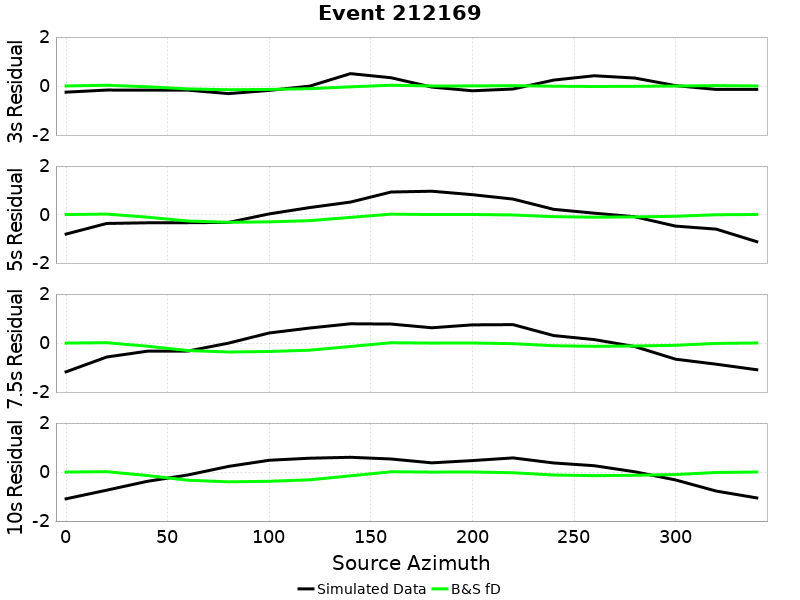 Event 212169
3s Residual
2
0
-2
5s Residual
2
0
-2
7.5s Residual
2
0
-2
10s Residual
2
0
-2
0 50 100 150 200 250 300
Source Azimuth
Simulated Data B&S fD